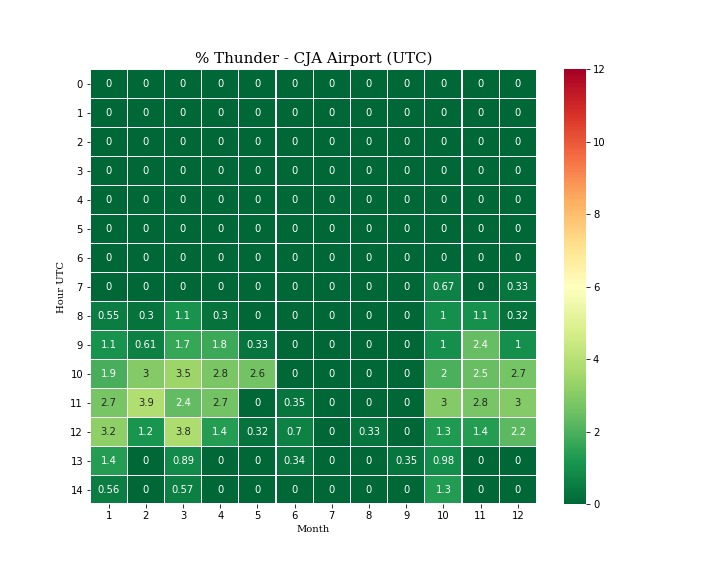 % Thunder - CJA Airport (UTC)
0 0 0 0 0 0 0 0 0 0 0 0 0
1 0 0 0 0 0 0 0 0 0 0 0 0
2 0 0 0 0 0 0 0 0 0 0 0 0
3 0 0 0 0 0 0 0 0 0 0 0 0
4 0 0 0 0 0 0 0 0 0 0 0 0
5 0 0 0 0 0 0 0 0 0 0 0 0
6 0 0 0 0 0 0 0 0 0 0 0 0
7 0 0 0 0 0 0 0 0 0 0.67 0 0.33
8 0.55 0.3 1.1 0.3 0 0 0 0 0 1 1.1 0.32
9 1.1 0.61 1.7 1.8 0.33 0 0 0 0 1 2.4 1
10 1.9 3 3.5 2.8 2.6 0 0 0 0 2 2.5 2.7
11 2.7 3.9 2.4 2.7 0 0.35 0 0 0 3 2.8 3
12 3.2 1.2 3.8 1.4 0.32 0.7 0 0.33 0 1.3 1.4 2.2
13 1.4 0 0.89 0 0 0.34 0 0 0.35 0.98 0 0
14 0.56 0 0.57 0 0 0 0 0 0 1.3 0 0
1 2 3 4 5 6 7 8 9 10 11 12
Month
Hour UTC
12
10
8
6
4
2
0